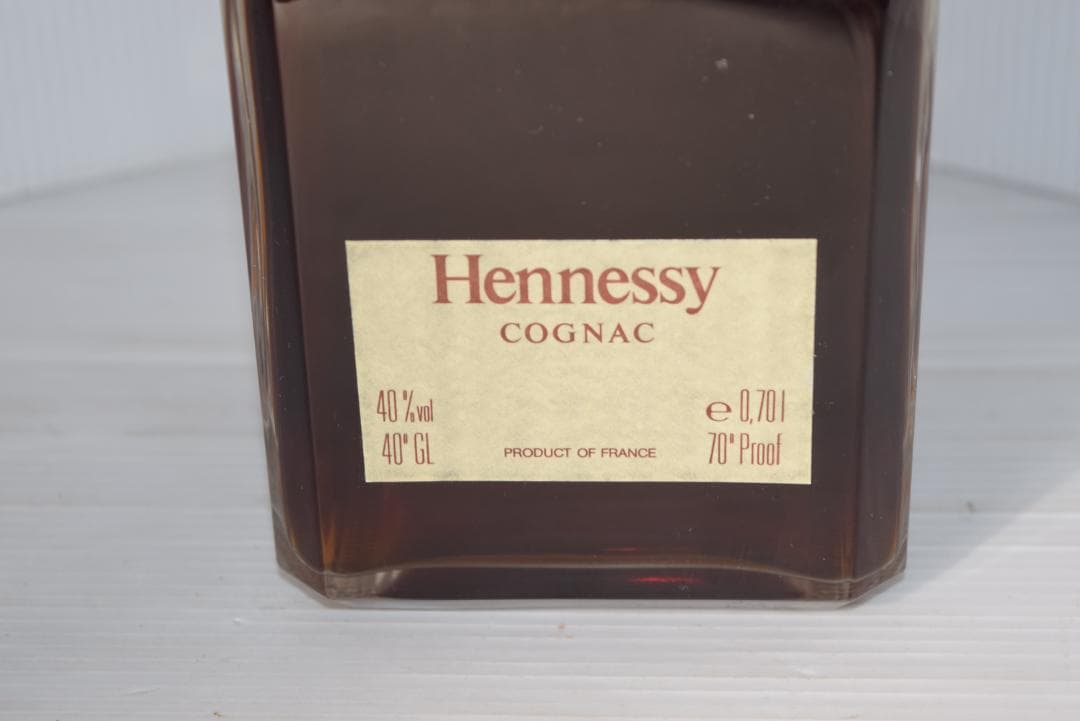 Hennessy
COGNAC
40 % vol
e 0,70 l
40° GL
PRODUCT OF FRANCE
70° Proof